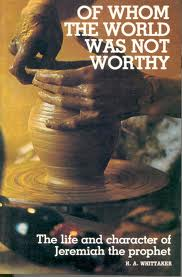 OF WHOM
THE WORLD
WAS NOT
WORTHY
The life and character of
Jeremiah the prophet
H. A. WHITTAKER